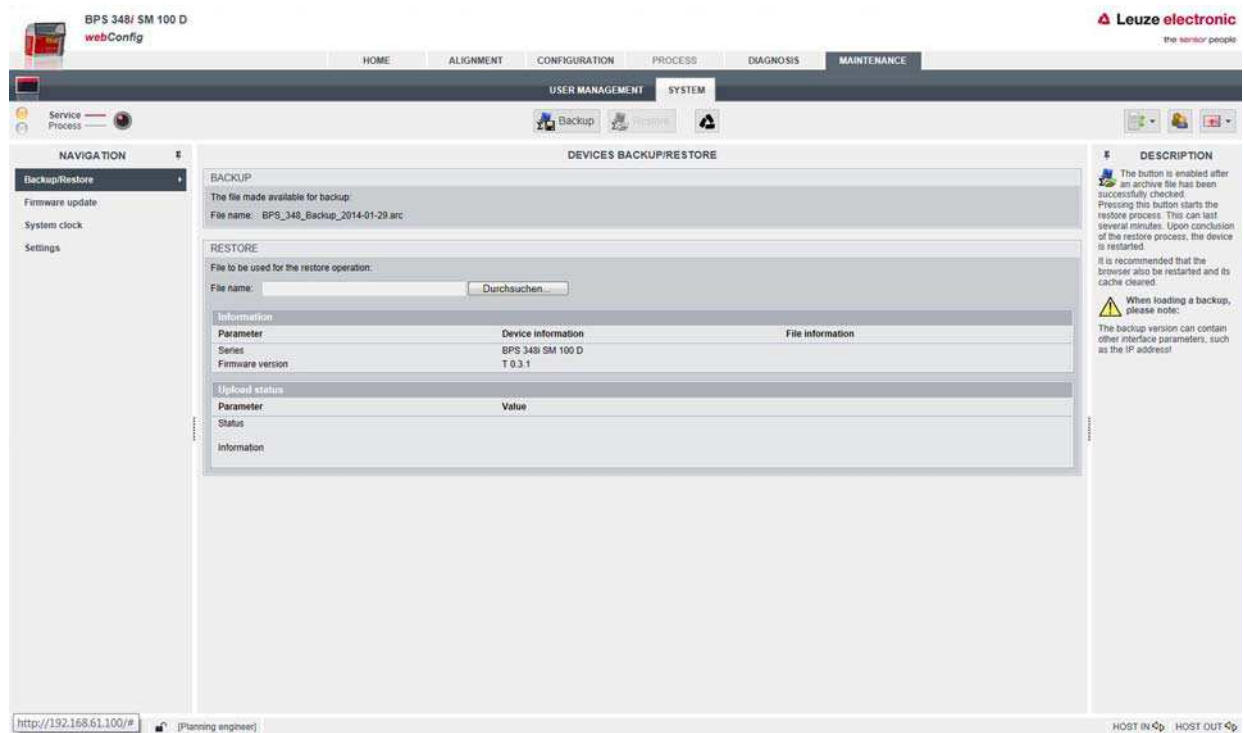 BPS 348i SM 100 D
webConfig
Leuze electronic
the sensor people
HOME ALIGNMENT CONFIGURATION PROCESS DIAGNOSIS MAINTENANCE
USER MANAGEMENT SYSTEM
Service
Process
Backup Restore
NAVIGATION
Backup/Restore
Firmware update
System clock
Settings
DEVICES BACKUP/RESTORE
BACKUP
The file made available for backup:
File name: BPS_348_Backup_2014-01-29.arc
RESTORE
File to be used for the restore operation:
File name: Durchsuchen...
Information
Parameter Device information File information
Series BPS 348i SM 100 D
Firmware version T 0.3.1
Upload status
Parameter Value
Status
Information
DESCRIPTION
The button is enabled after
an archive file has been
successfully checked.
Pressing this button starts the
restore process. This can last
several minutes. Upon conclusion
of the restore process, the device
is restarted.
It is recommended that the
browser also be restarted and its
cache cleared.
When loading a backup,
please note:
The backup version can contain
other interface parameters, such
as the IP address!
http://192.168.61.100/# [Planning engineer]
HOST IN HOST OUT